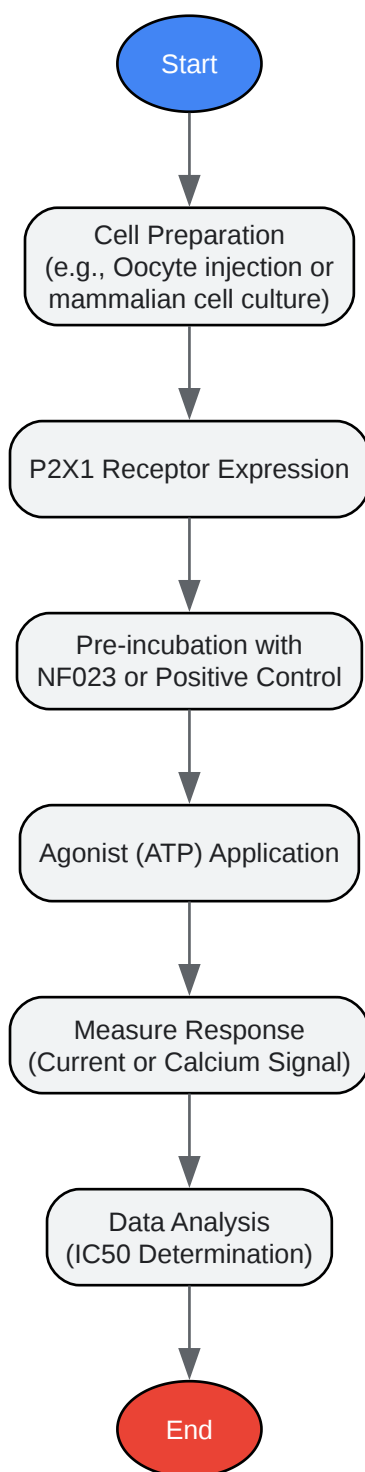 Start
Cell Preparation
(e.g., Oocyte injection or
mammalian cell culture)
P2X1 Receptor Expression
Pre-incubation with
NF023 or Positive Control
Agonist (ATP) Application
Measure Response
(Current or Calcium Signal)
Data Analysis
(IC50 Determination)
End